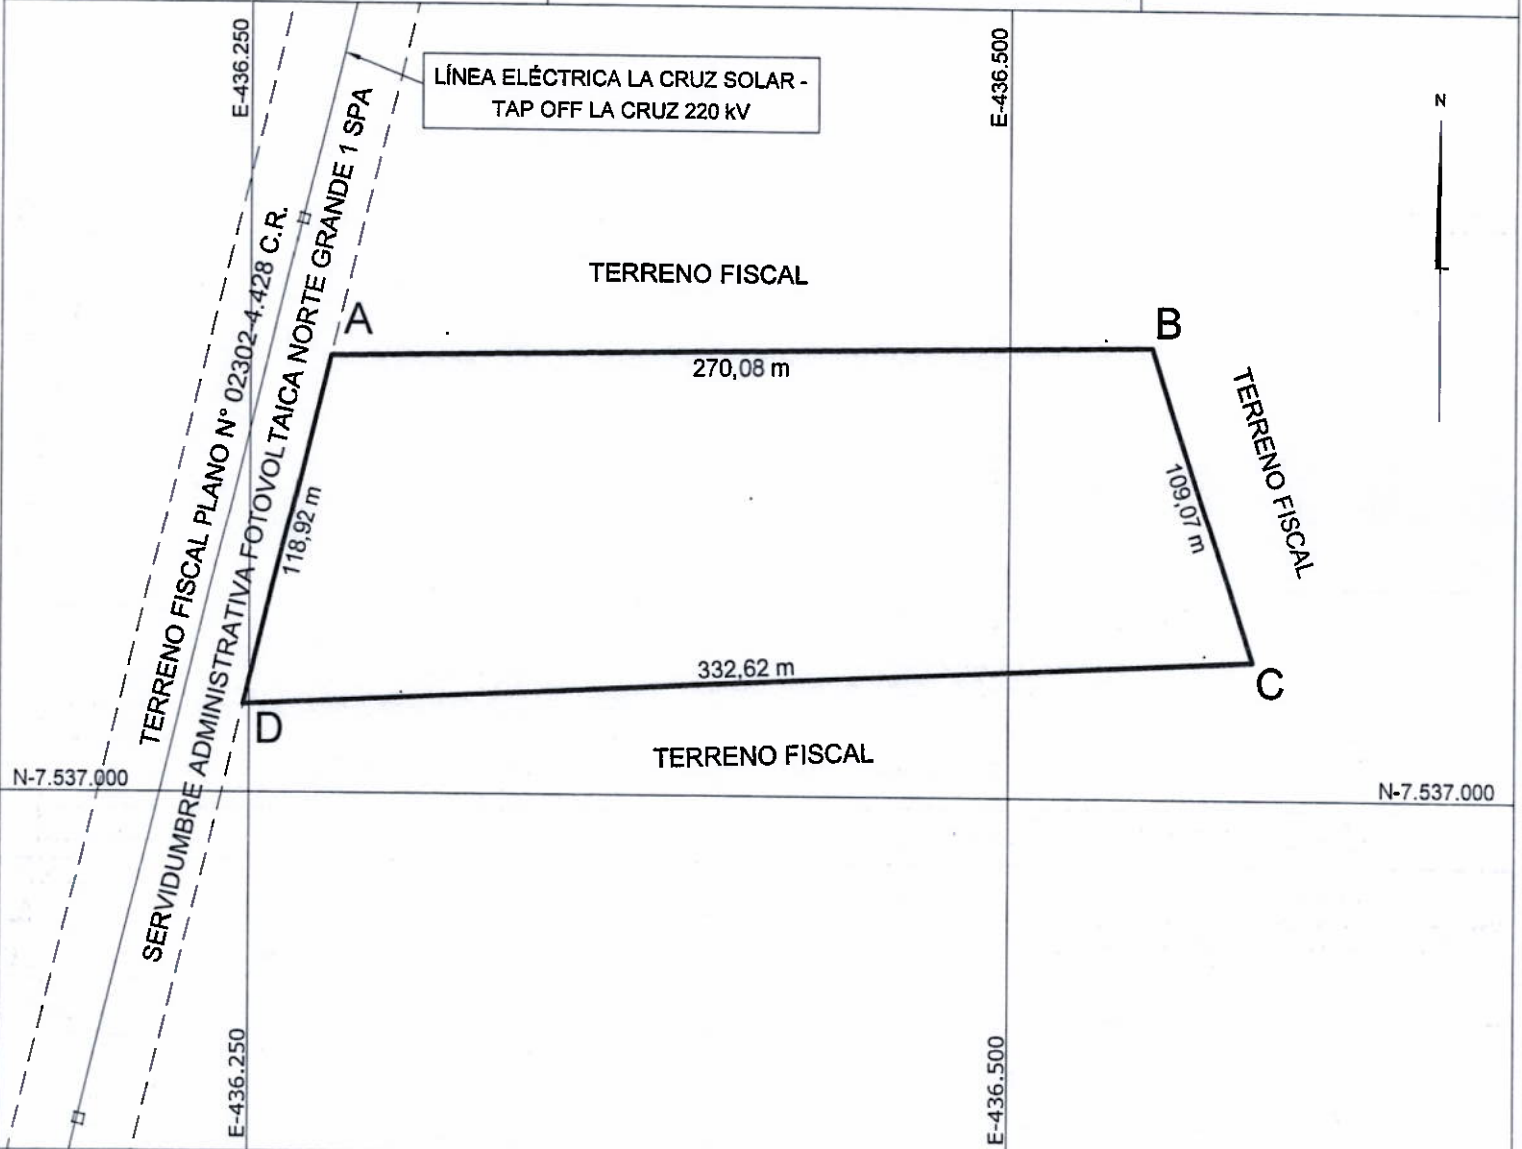 E-436.250
E-436.500
LÍNEA ELÉCTRICA LA CRUZ SOLAR -
TAP OFF LA CRUZ 220 kV
N
TERRENO FISCAL PLANO N° 02302-4.428 C.R.
SERVIDUMBRE ADMINISTRATIVA FOTOVOLTAICA NORTE GRANDE 1 SPA
TERRENO FISCAL
A
B
270,08 m
TERRENO FISCAL
118,92 m
109,07 m
332,62 m
C
D
TERRENO FISCAL
N-7.537.000
N-7.537.000
E-436.250
E-436.500